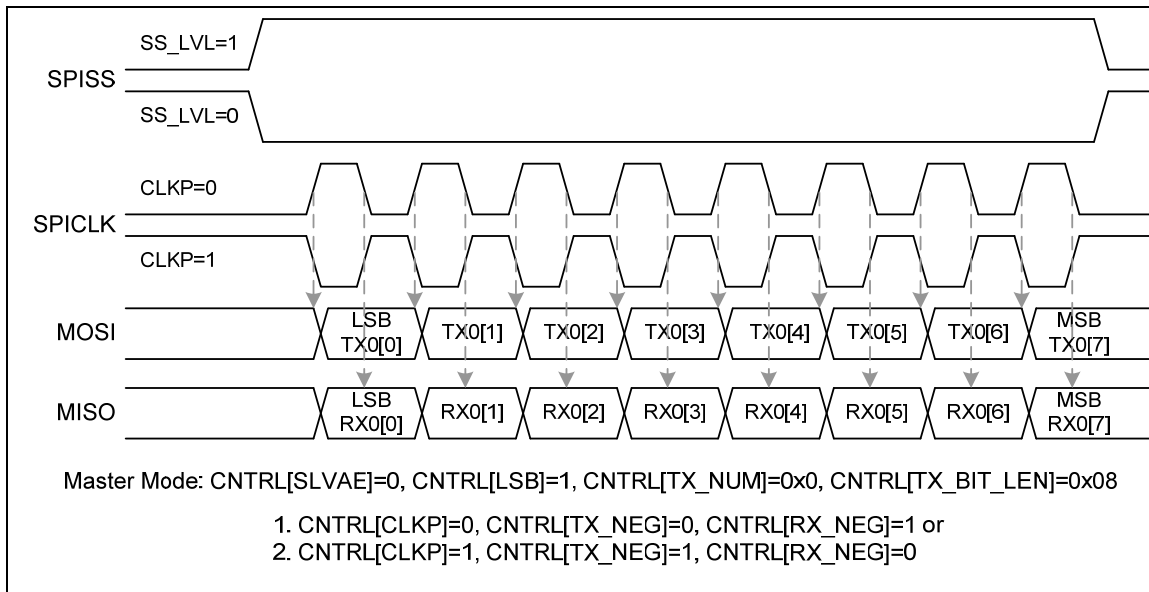 SS_LVL=1
SPISS
SS_LVL=0
CLKP=0
SPICLK
CLKP=1
MOSI
LSB
TX0[0]
TX0[1]
TX0[2]
TX0[3]
TX0[4]
TX0[5]
TX0[6]
MSB
TX0[7]
MISO
LSB
RX0[0]
RX0[1]
RX0[2]
RX0[3]
RX0[4]
RX0[5]
RX0[6]
MSB
RX0[7]
Master Mode: CNTRL[SLVAE]=0, CNTRL[LSB]=1, CNTRL[TX_NUM]=0x0, CNTRL[TX_BIT_LEN]=0x08
1. CNTRL[CLKP]=0, CNTRL[TX_NEG]=0, CNTRL[RX_NEG]=1 or
2. CNTRL[CLKP]=1, CNTRL[TX_NEG]=1, CNTRL[RX_NEG]=0